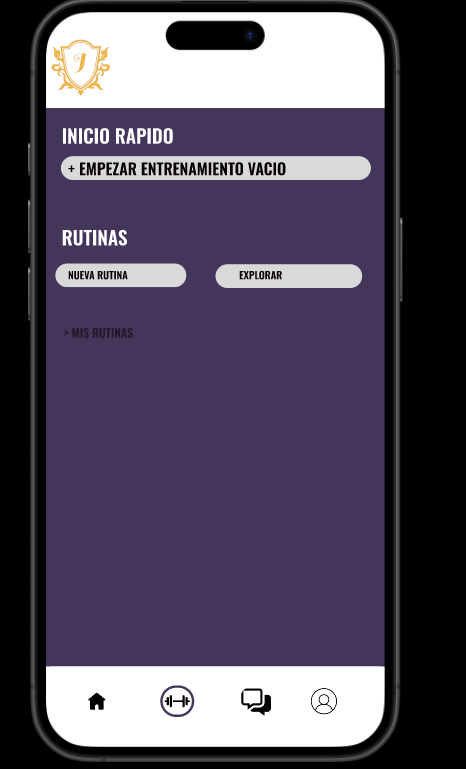 J
INICIO RAPIDO
+ EMPEZAR ENTRENAMIENTO VACIO
RUTINAS
NUEVA RUTINA
EXPLORAR
> MIS RUTINAS